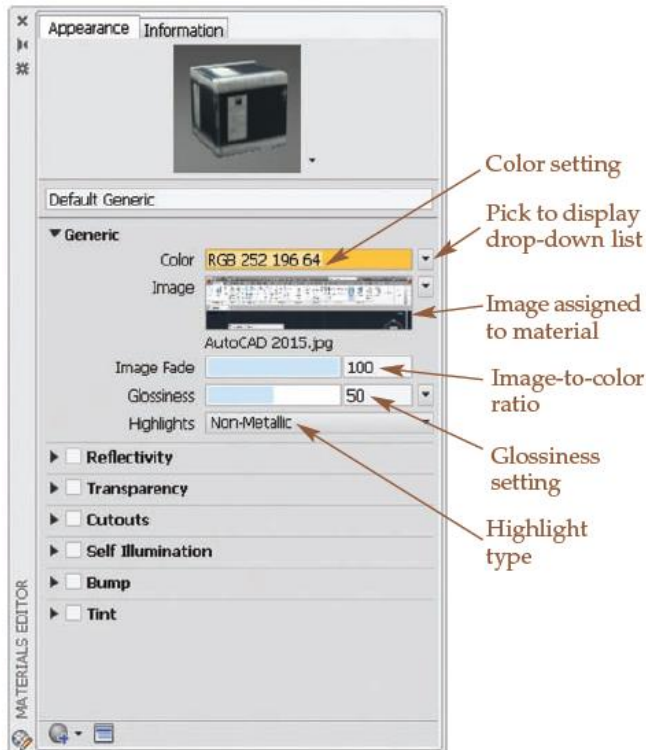 Appearance Information
Default Generic
Generic
Color RGB 252 196 64
Image
AutoCAD 2015.jpg
Image Fade 100
Glossiness 50
Highlights Non-Metallic
Reflectivity
Transparency
Cutouts
Self Illumination
Bump
Tint
MATERIALS EDITOR
Color setting
Pick to display
drop-down list
Image assigned
to material
Image-to-color
ratio
Glossiness
setting
Highlight
type